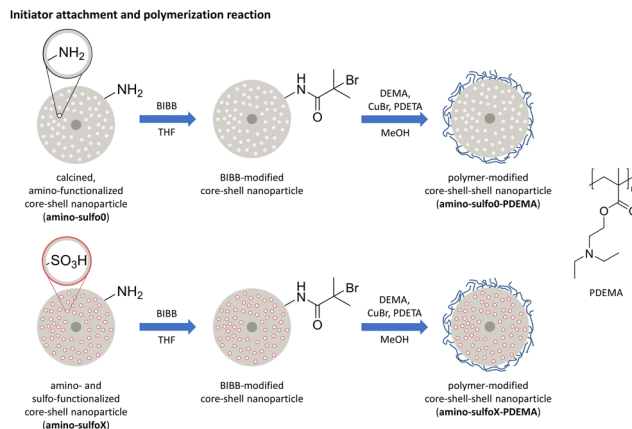 Initiator attachment and polymerization reaction
NH2
NH2
BIBB
THF
H
N
O
Br
DEMA,
CuBr, PDETA
MeOH
calcined,
amino-functionalized
core-shell nanoparticle
(amino-sulfo0)
BIBB-modified
core-shell nanoparticle
polymer-modified
core-shell-shell nanoparticle
(amino-sulfo0-PDEMA)
n
O
O
N
PDEMA
SO3H
NH2
BIBB
THF
H
N
O
Br
DEMA,
CuBr, PDETA
MeOH
amino- and
sulfo-functionalized
core-shell nanoparticle
(amino-sulfoX)
BIBB-modified
core-shell nanoparticle
polymer-modified
core-shell-shell nanoparticle
(amino-sulfoX-PDEMA)